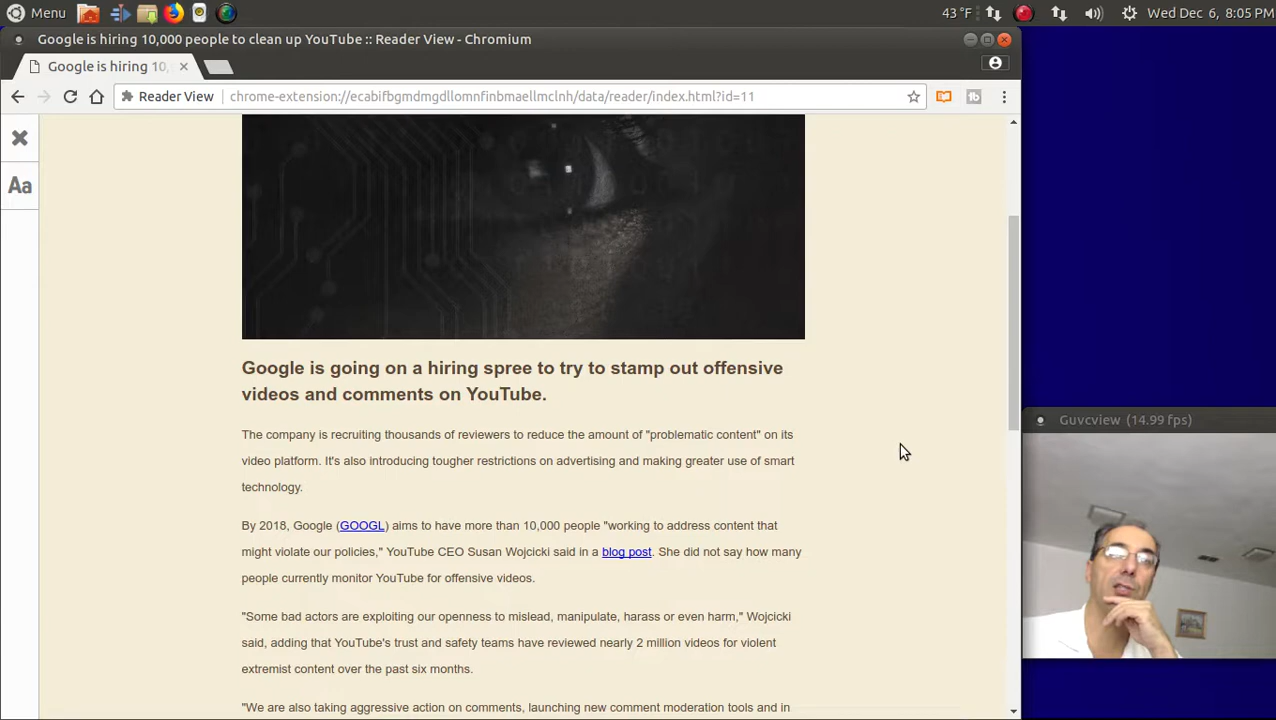 Menu
43 °F
Wed Dec 6, 8:05 PM
Google is hiring 10,000 people to clean up YouTube :: Reader View - Chromium
Google is hiring 10,
Reader View
chrome-extension://ecabifbgmdmgdllomnfinbmaellmclnh/data/reader/index.html?id=11
Aa
Google is going on a hiring spree to try to stamp out offensive
videos and comments on YouTube.
The company is recruiting thousands of reviewers to reduce the amount of "problematic content" on its
video platform. It's also introducing tougher restrictions on advertising and making greater use of smart
technology.
By 2018, Google (GOOGL) aims to have more than 10,000 people "working to address content that
might violate our policies," YouTube CEO Susan Wojcicki said in a blog post. She did not say how many
people currently monitor YouTube for offensive videos.
"Some bad actors are exploiting our openness to mislead, manipulate, harass or even harm," Wojcicki
said, adding that YouTube's trust and safety teams have reviewed nearly 2 million videos for violent
extremist content over the past six months.
"We are also taking aggressive action on comments, launching new comment moderation tools and in
Guvcview (14.99 fps)